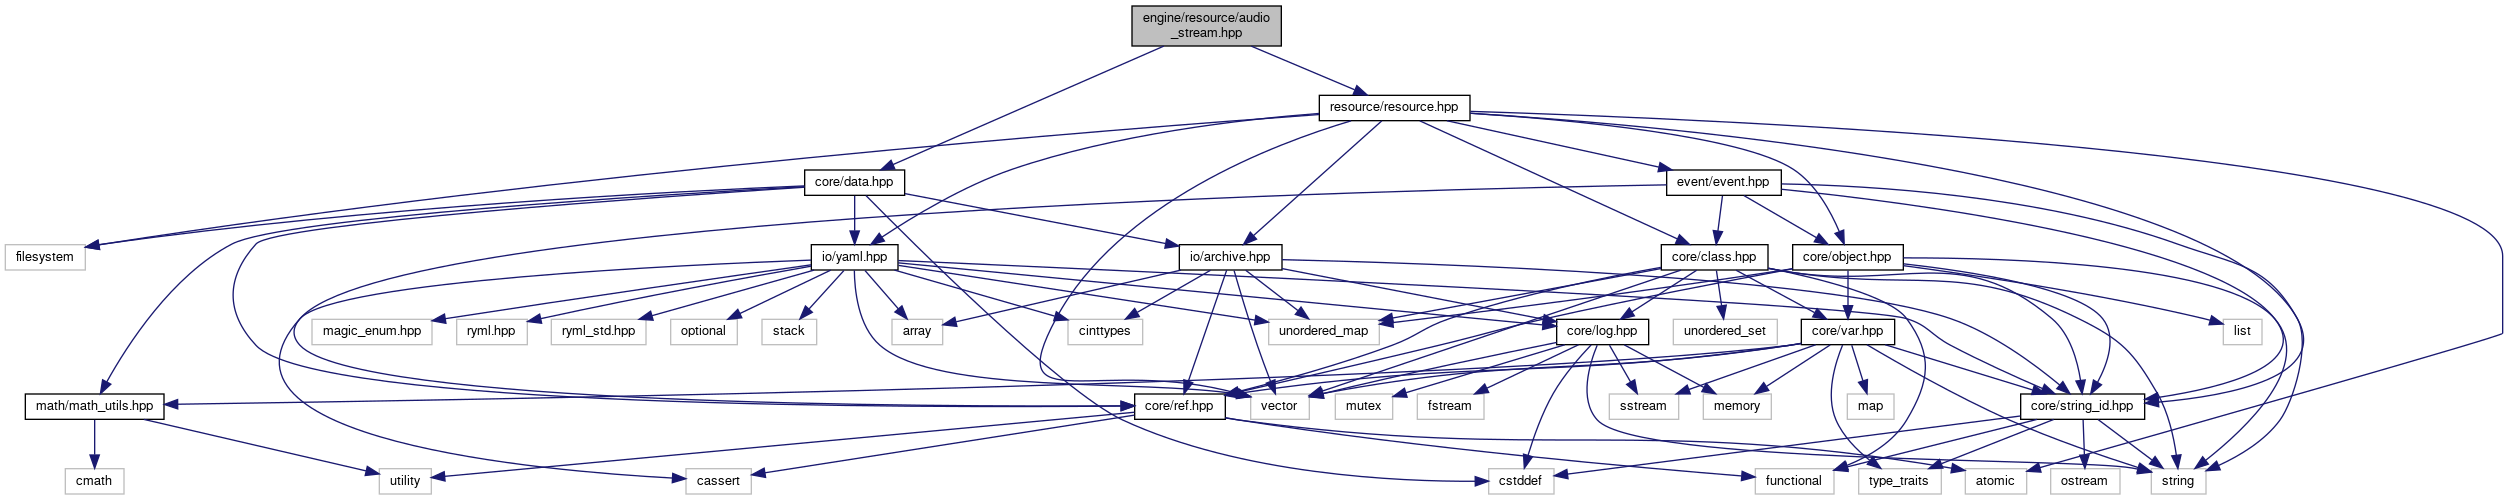 engine/resource/audio
_stream.hpp
resource/resource.hpp
core/data.hpp
event/event.hpp
filesystem
io/yaml.hpp
io/archive.hpp
core/class.hpp
core/object.hpp
magic_enum.hpp
ryml.hpp
ryml_std.hpp
optional
stack
array
cinttypes
unordered_map
core/log.hpp
unordered_set
core/var.hpp
list
math/math_utils.hpp
core/ref.hpp
vector
mutex
fstream
sstream
memory
map
core/string_id.hpp
cmath
utility
cassert
cstddef
functional
type_traits
atomic
ostream
string